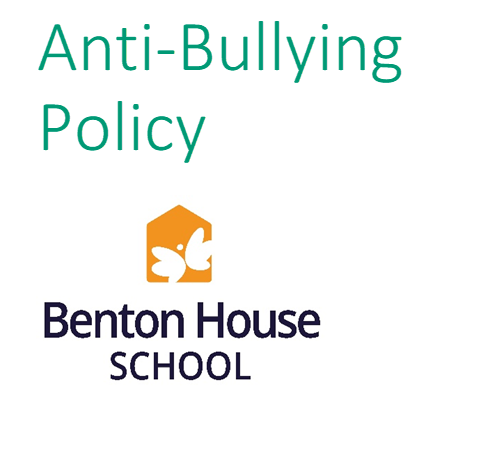 Anti-Bullying
Policy
Benton House
SCHOOL